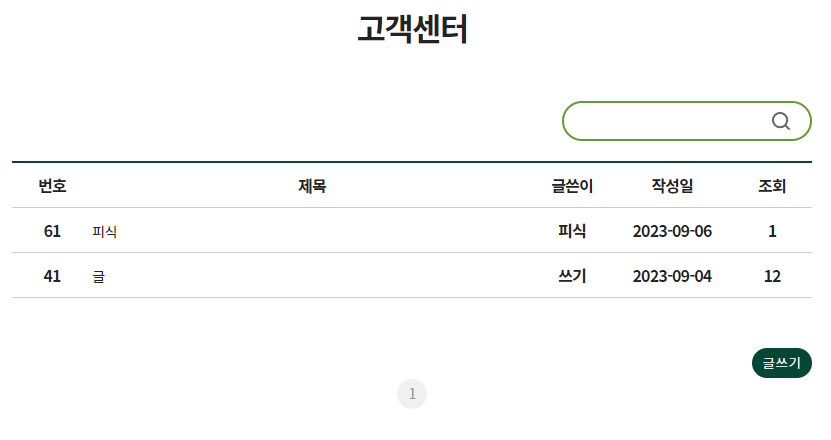 고객센터
번호 제목 글쓴이 작성일 조회
61 피식 피식 2023-09-06 1
41 글 쓰기 2023-09-04 12
글쓰기
1